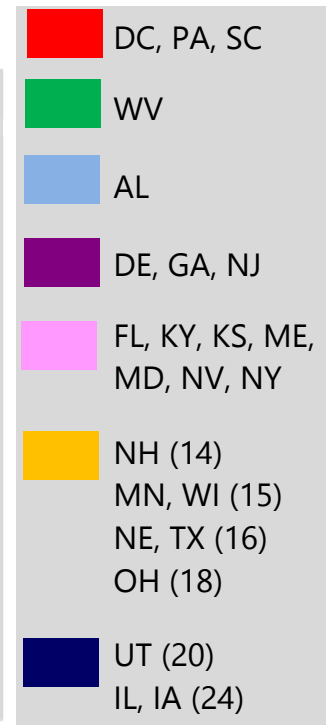 DC, PA, SC
WV
AL
DE, GA, NJ
FL, KY, KS, ME,
MD, NV, NY
NH (14)
MN, WI (15)
NE, TX (16)
OH (18)
UT (20)
IL, IA (24)